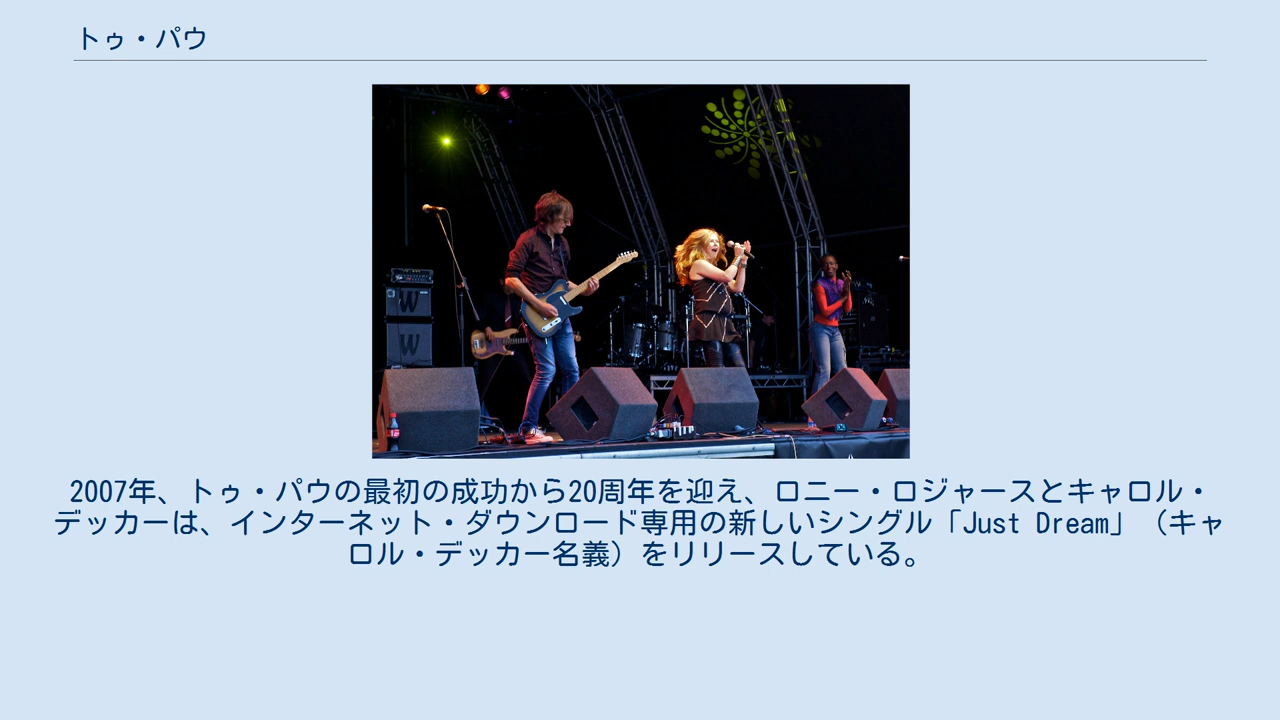 トゥ・パウ
2007年、トゥ・パウの最初の成功から20周年を迎え、ロニー・ロジャースとキャロル・
デッカーは、インターネット・ダウンロード専用の新しいシングル「Just Dream」（キャ
ロル・デッカー名義）をリリースしている。